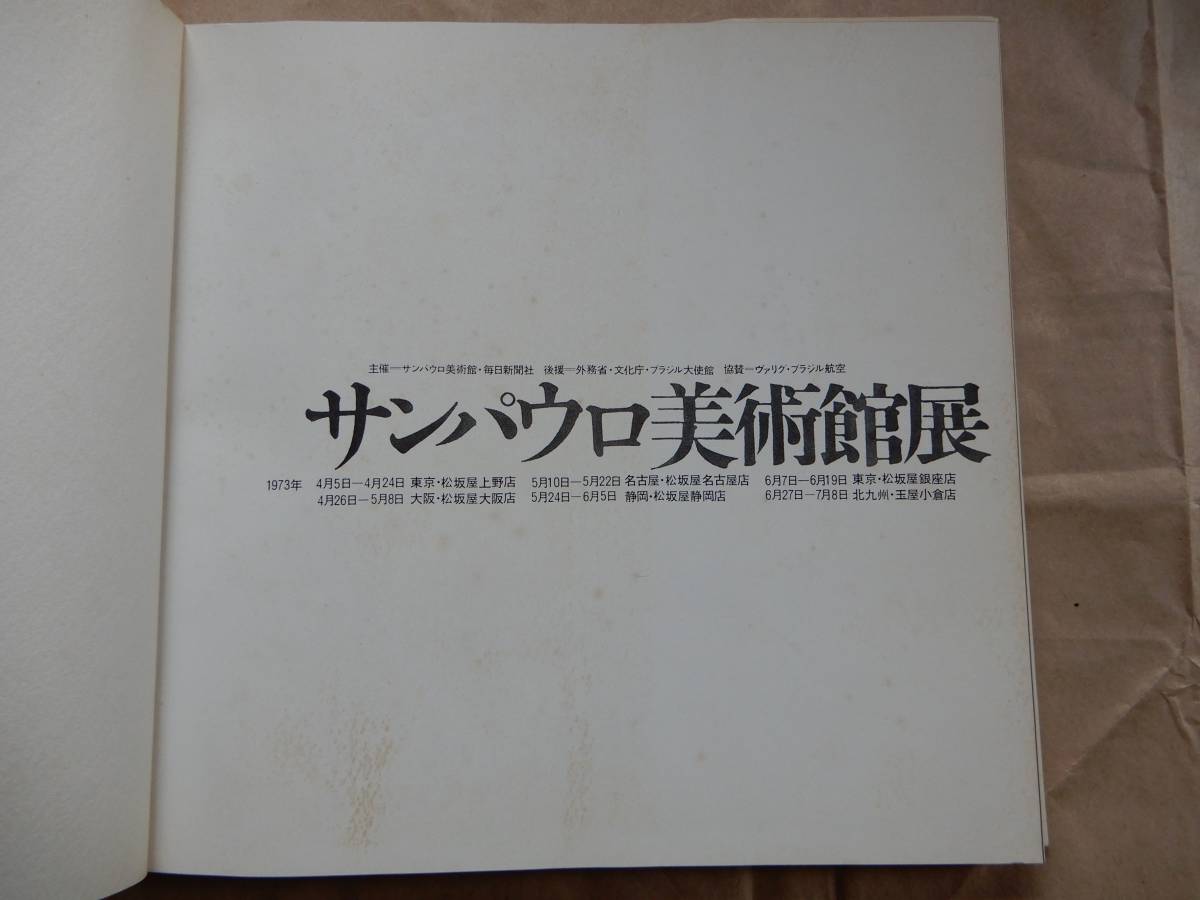 主催＝サンパウロ美術館・毎日新聞社　後援＝外務省・文化庁・ブラジル大使館　協賛＝ヴァリグ・ブラジル航空
サンパウロ美術館展
1973年　4月5日―4月24日 東京・松坂屋上野店　5月10日―5月22日 名古屋・松坂屋名古屋店　6月7日―6月19日 東京・松坂屋銀座店
4月26日―5月8日 大阪・松坂屋大阪店　5月24日―6月5日 静岡・松坂屋静岡店　6月27日―7月8日 北九州・玉屋小倉店